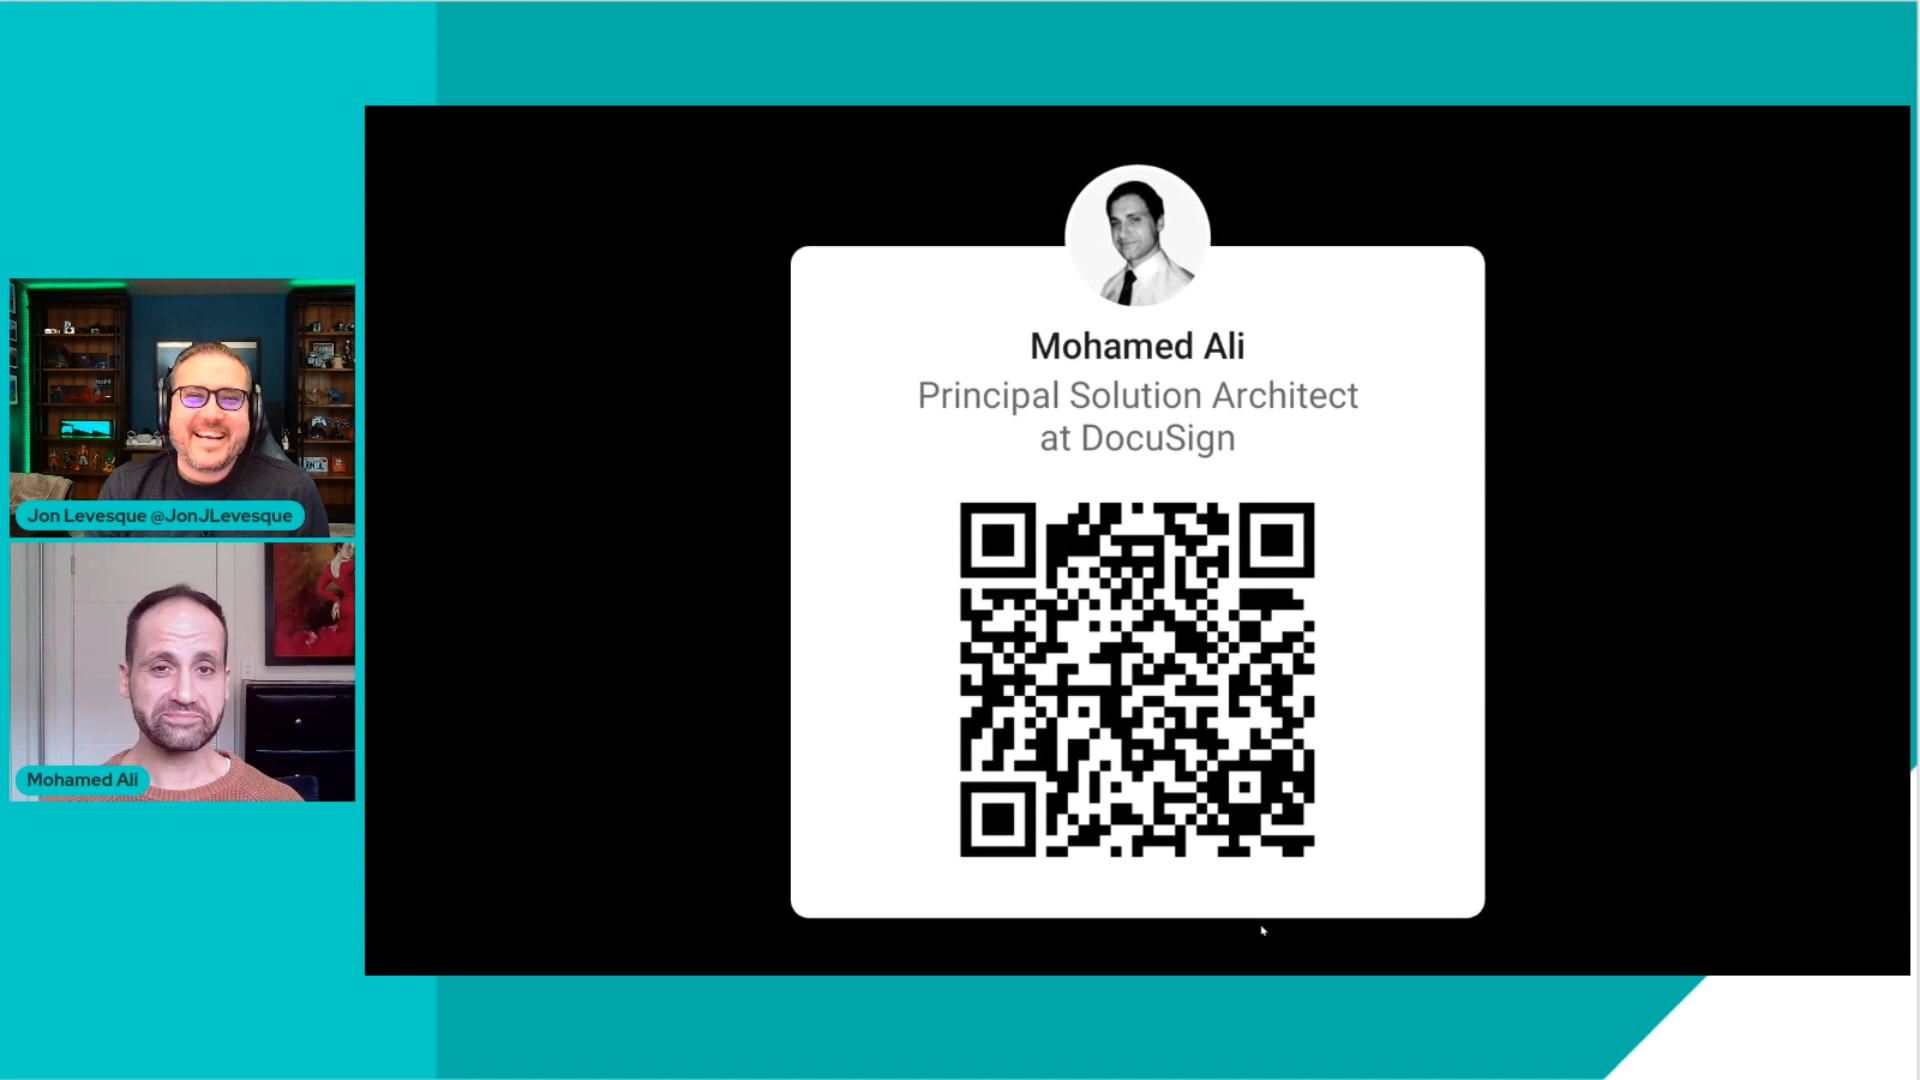 Mohamed Ali
Principal Solution Architect
at DocuSign
Jon Levesque @JonJLevesque
Mohamed Ali